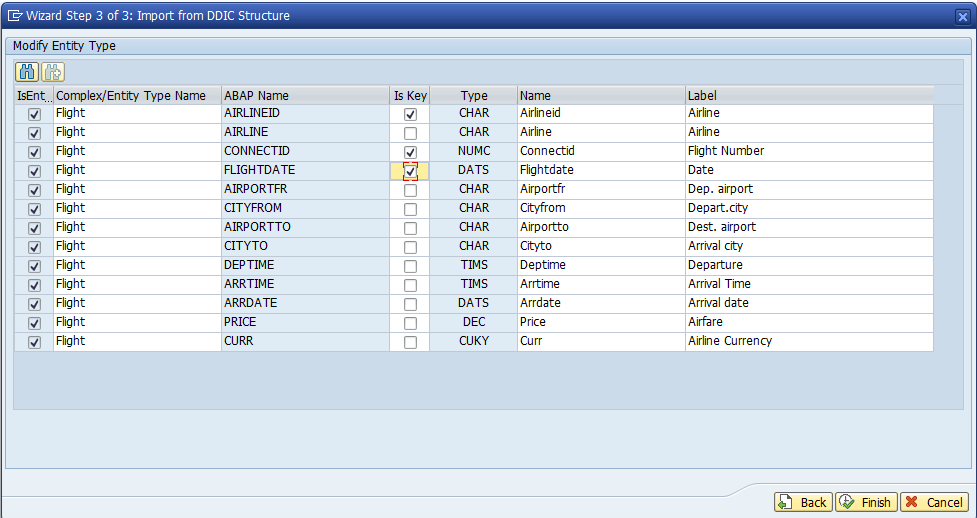 Wizard Step 3 of 3: Import from DDIC Structure
Modify Entity Type
IsEnt... Complex/Entity Type Name ABAP Name Is Key Type Name Label
Flight AIRLINEID CHAR Airlineid Airline
Flight AIRLINE CHAR Airline Airline
Flight CONNECTID NUMC Connectid Flight Number
Flight FLIGHTDATE DATS Flightdate Date
Flight AIRPORTFR CHAR Airportfr Dep. airport
Flight CITYFROM CHAR Cityfrom Depart.city
Flight AIRPORTTO CHAR Airportto Dest. airport
Flight CITYTO CHAR Cityto Arrival city
Flight DEPTIME TIMS Deptime Departure
Flight ARRTIME TIMS Arrtime Arrival Time
Flight ARRDATE DATS Arrdate Arrival date
Flight PRICE DEC Price Airfare
Flight CURR CUKY Curr Airline Currency
Back Finish Cancel